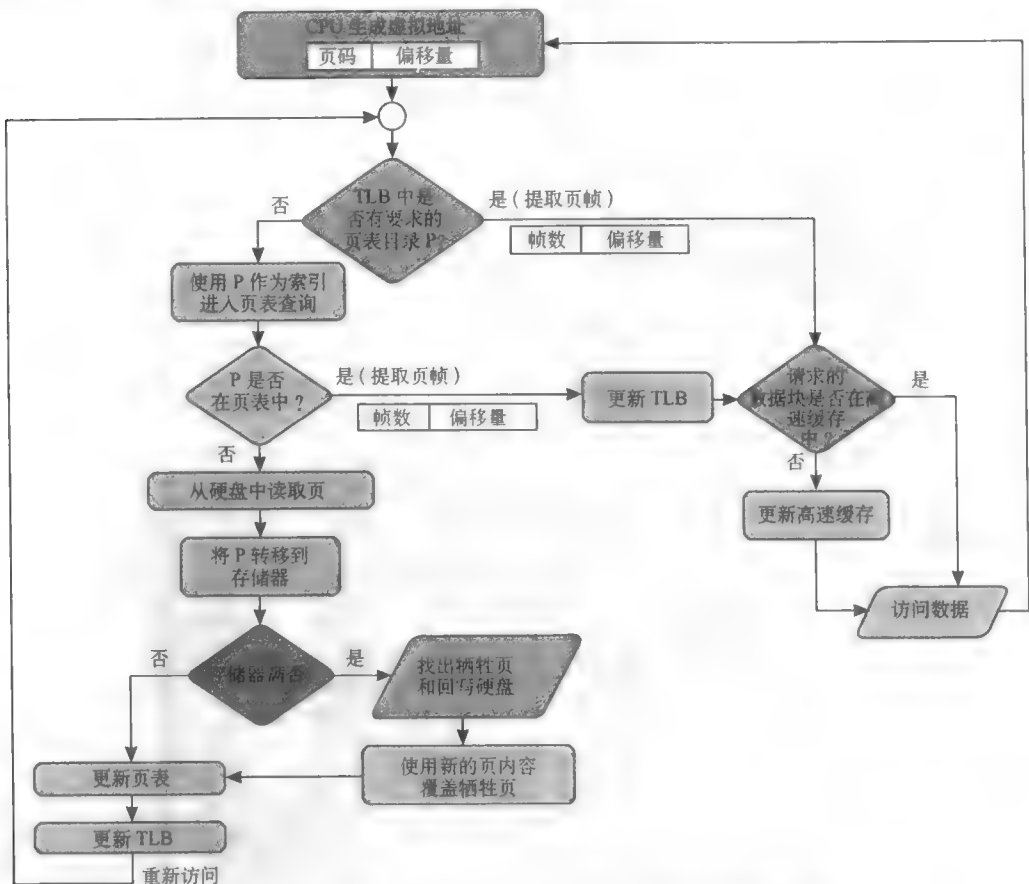 CPU 生成虚拟地址
页码 偏移量
TLB 中是
否有要求的
页表目录 P?
否
是(提取页帧)
帧数 偏移量
使用 P 作为索引
进入页表查询
P 是否
在页表中?
是(提取页帧)
帧数 偏移量
更新 TLB
请求的
数据块是否在高
速缓存
中?
是
否
否
从硬盘中读取页
更新高速缓存
将 P 转移到
存储器
访问数据
否
存储器满否
是
找出牺牲页
和回写硬盘
更新页表
使用新的页内容
覆盖牺牲页
更新 TLB
重新访问